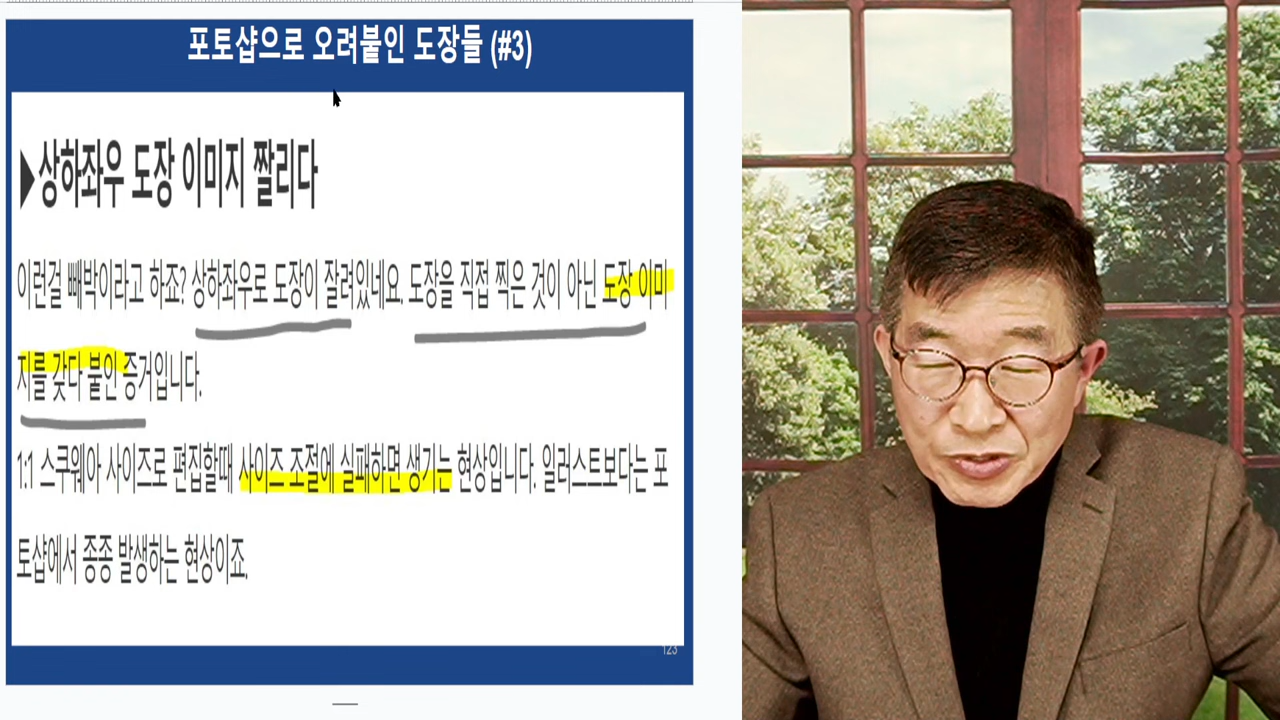 포토샵으로 오려붙인 도장들 (#3)
▶상하좌우 도장 이미지 짤리다
이런걸 빼박이라고 하죠? 상하좌우로 도장이 잘려있네요. 도장을 직접 찍은 것이 아닌 도장 이미
지를 갖다 붙인 증거입니다.
1:1 스쿠웨아 사이즈로 편집할때 사이즈 조절에 실패하면 생기는 현상입니다. 일러스트보다는 포
토샵에서 종종 발생하는 현상이죠.
123